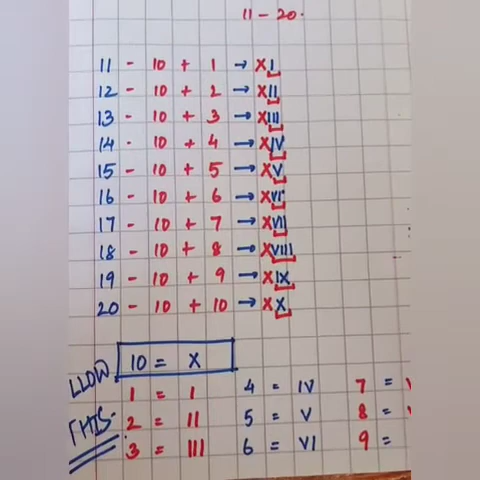 11 - 20.
11 - 10 + 1 → XI
12 - 10 + 2 → XII
13 - 10 + 3 → XIII
14 - 10 + 4 → XIV
15 - 10 + 5 → XV
16 - 10 + 6 → XVI
17 - 10 + 7 → XVII
18 - 10 + 8 → XVIII
19 - 10 + 9 → XIX
20 - 10 + 10 → XX
10 = X
LLOW
THIS-
1 = I 4 = IV 7 =
2 = II 5 = V 8 =
3 = III 6 = VI 9 =